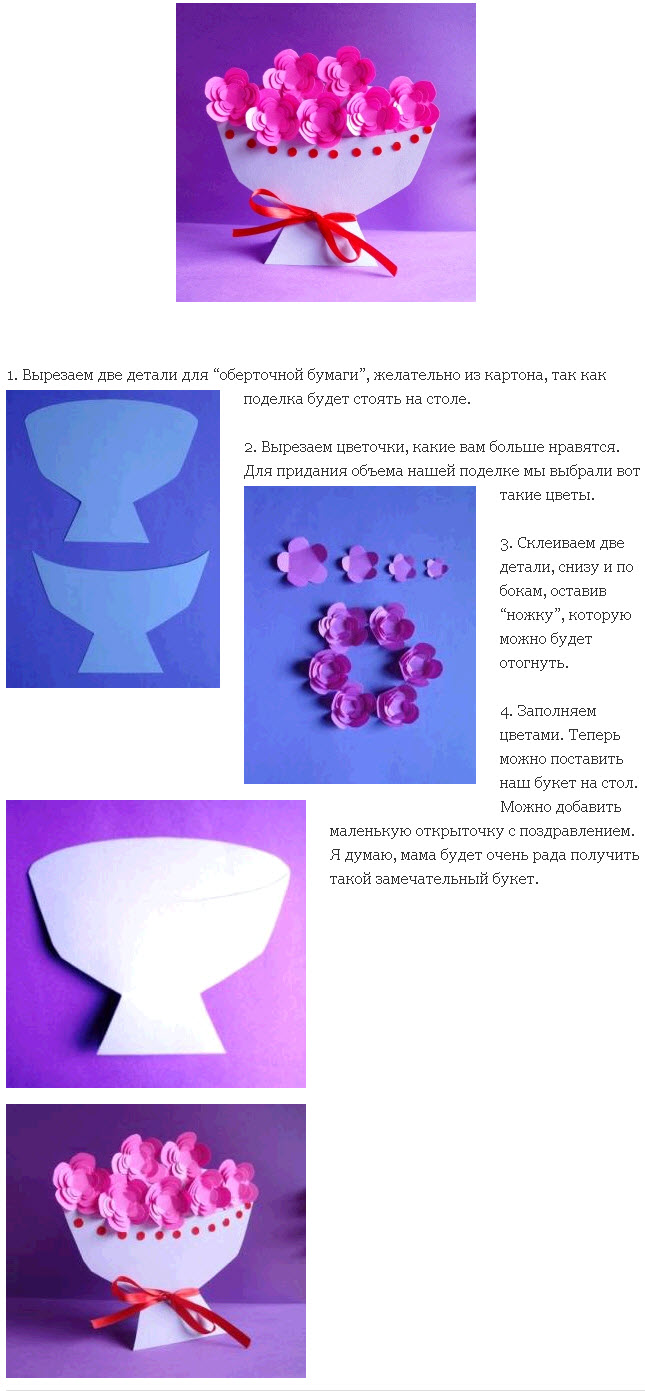 1. Вырезаем две детали для “оберточной бумаги”, желательно из картона, так как
поделка будет стоять на столе.
2. Вырезаем цветочки, какие вам больше нравятся.
Для придания объема нашей поделке мы выбрали вот
такие цветы.
3. Склеиваем две
детали, снизу и по
бокам, оставив
“ножку”, которую
можно будет
отогнуть.
4. Заполняем
цветами. Теперь
можно поставить
наш букет на стол.
Можно добавить
маленькую открыточку с поздравлением.
Я думаю, мама будет очень рада получить
такой замечательный букет.